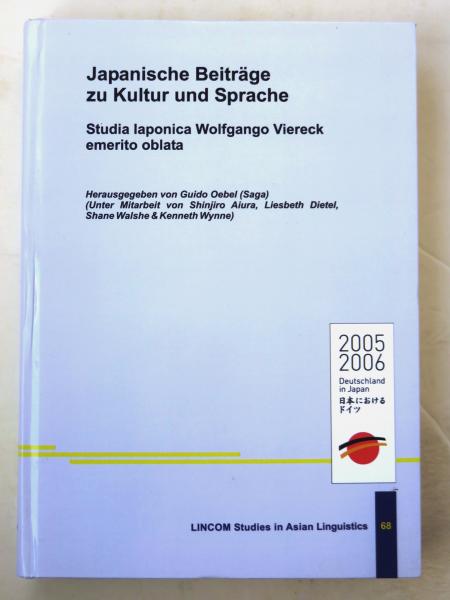 Japanische Beiträge
zu Kultur und Sprache
Studia Iaponica Wolfgango Viereck
emerito oblata
Herausgegeben von Guido Oebel (Saga)
(Unter Mitarbeit von Shinjiro Aiura, Liesbeth Dietel,
Shane Walshe & Kenneth Wynne)
2005
2006
Deutschland
in Japan
日本における
ドイツ
LINCOM Studies in Asian Linguistics 68